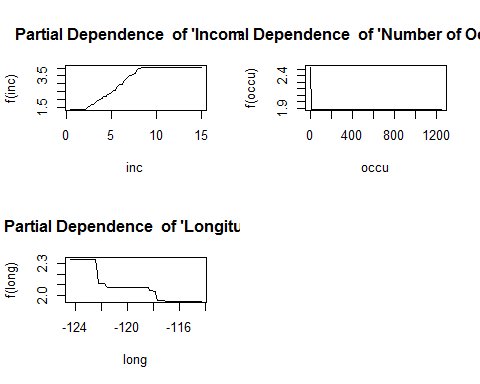 Partial Dependence of 'Incom
f(inc)
3.5
1.5
0 5 10 15
inc
al Dependence of 'Number of Oc
f(occu)
2.4
1.9
0 400 800 1200
occu
Partial Dependence of 'Longitu
f(long)
2.3
2.0
-124 -120 -116
long